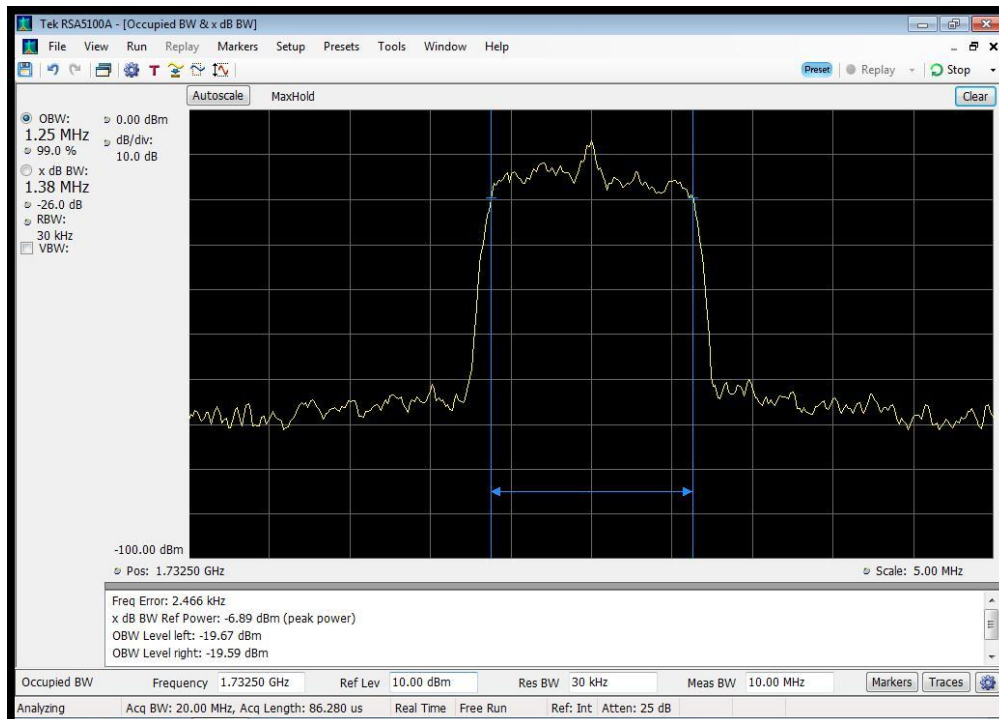 Tek RSA5100A - [Occupied BW & x dB BW]
File View Run Replay Markers Setup Presets Tools Window Help
T Preset Replay Stop
Autoscale MaxHold Clear
OBW:
1.25 MHz
99.0 %
x dB BW:
1.38 MHz
-26.0 dB
RBW:
30 kHz
VBW:
0.00 dBm
dB/div:
10.0 dB
-100.00 dBm
Pos: 1.73250 GHz Scale: 5.00 MHz
Freq Error: 2.466 kHz
x dB BW Ref Power: -6.89 dBm (peak power)
OBW Level left: -19.67 dBm
OBW Level right: -19.59 dBm
Occupied BW Frequency 1.73250 GHz Ref Lev 10.00 dBm Res BW 30 kHz Meas BW 10.00 MHz Markers Traces
Analyzing Acq BW: 20.00 MHz, Acq Length: 86.280 us Real Time Free Run Ref: Int Atten: 25 dB